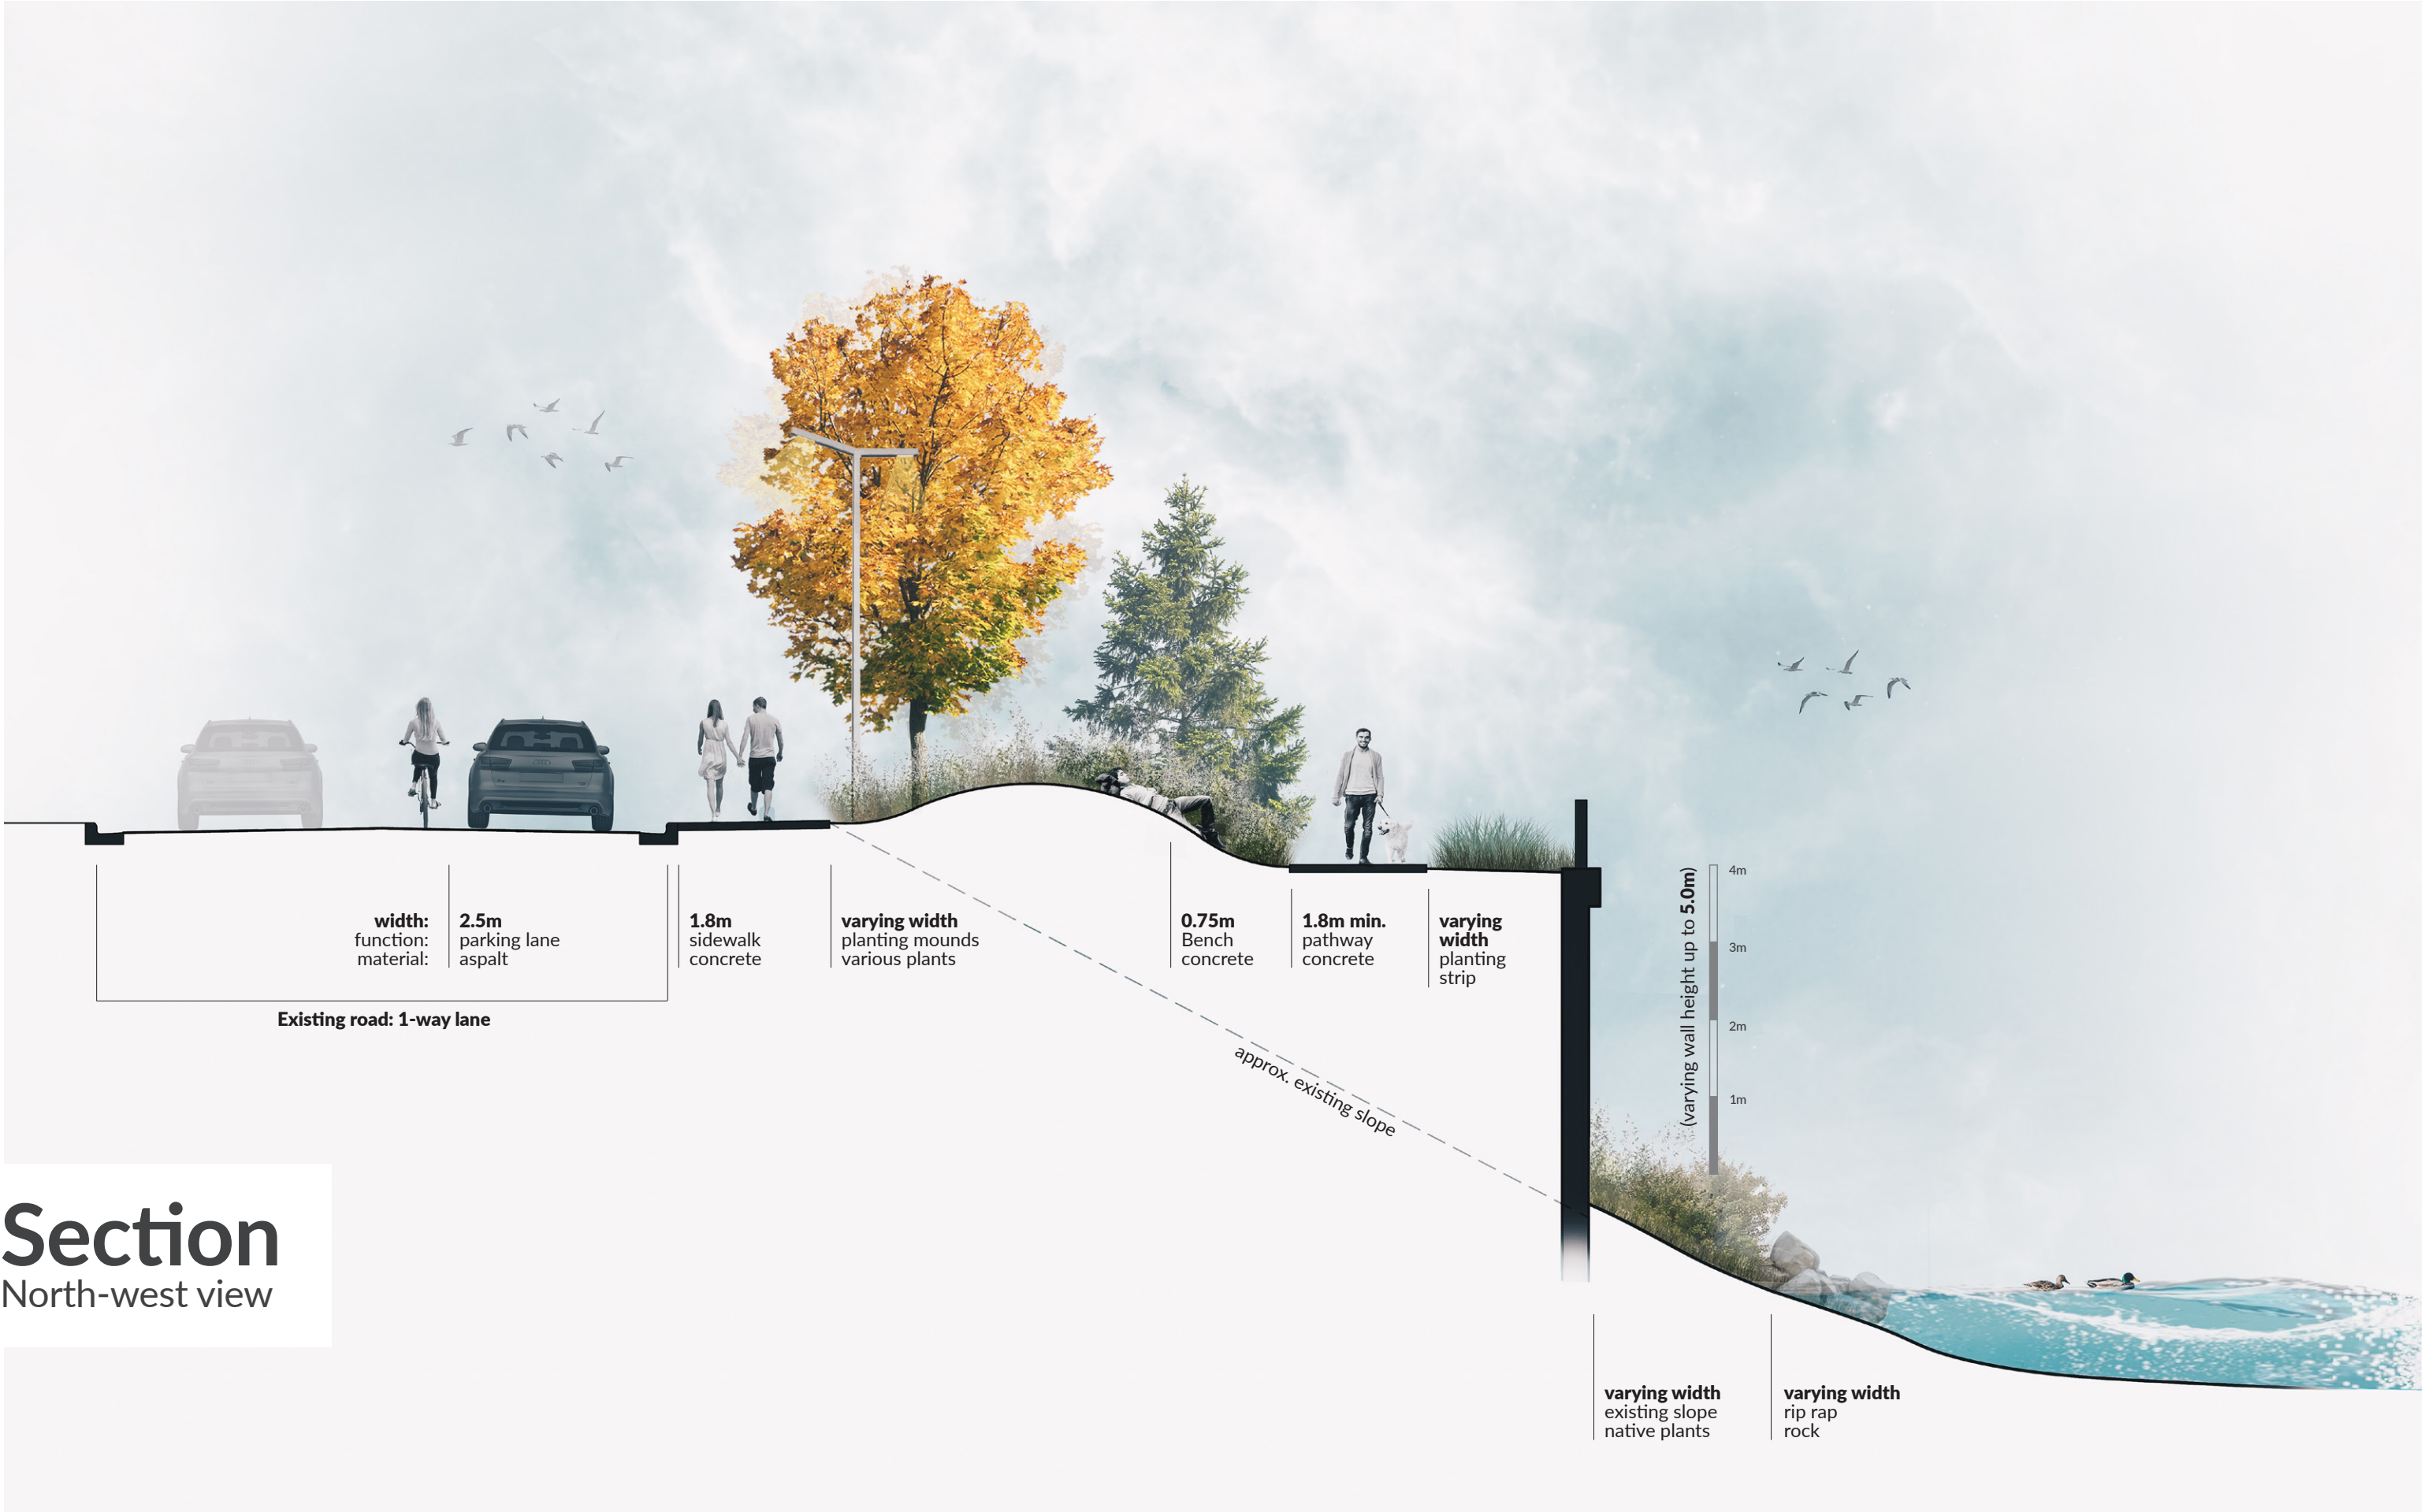 width:
function:
material:
2.5m
parking lane
aspalt
Existing road: 1-way lane
1.8m
sidewalk
concrete
varying width
planting mounds
various plants
0.75m
Bench
concrete
1.8m min.
pathway
concrete
varying
width
planting
strip
approx. existing slope
(varying wall height up to 5.0m)
4m
3m
2m
1m
Section
North-west view
varying width
existing slope
native plants
varying width
rip rap
rock